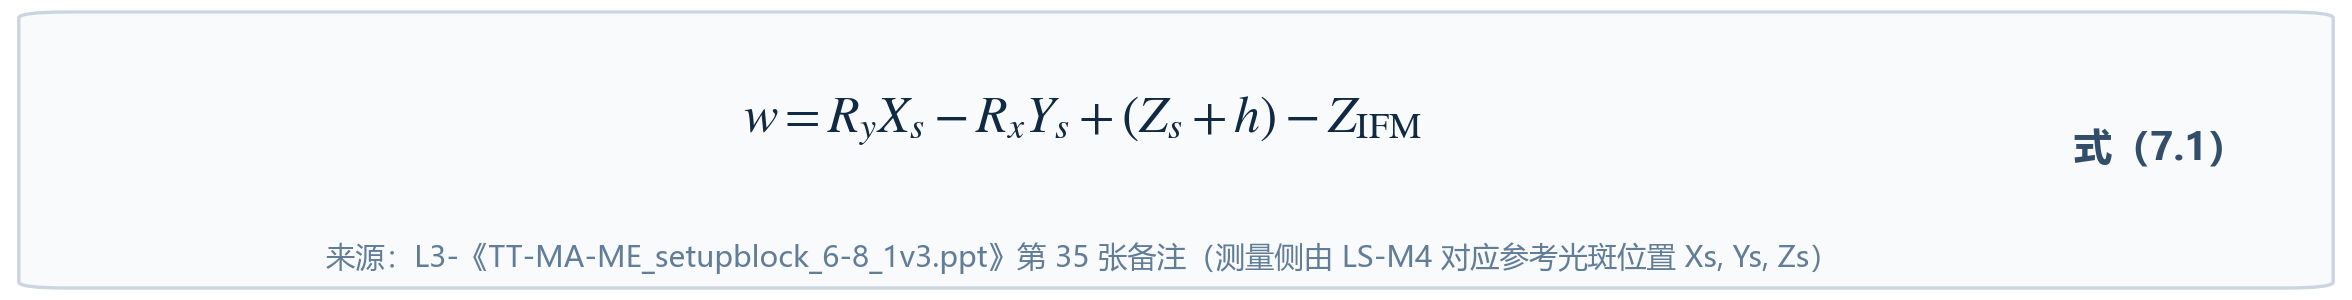 w = R_y X_s − R_x Y_s + (Z_s + h) − Z_IFM
式（7.1）
来源：L3-《TT-MA-ME_setupblock_6-8_1v3.ppt》第 35 张备注（测量侧由 LS-M4 对应参考光斑位置 Xs, Ys, Zs）